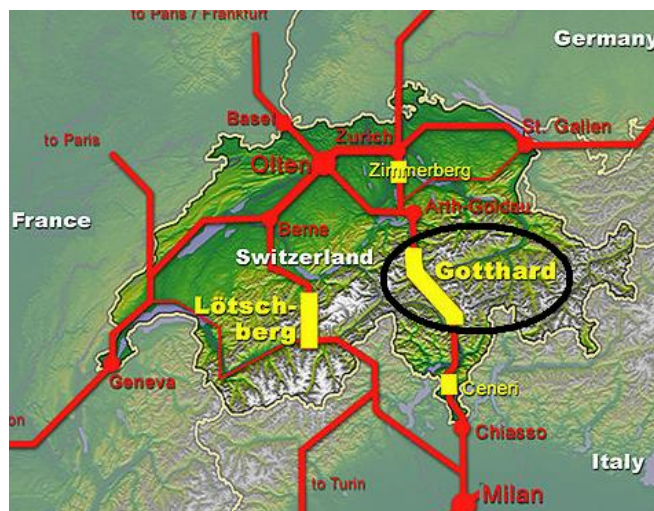 to Paris / Frankfurt
Germany
Basel
Zurich
St. Gallen
to Paris
Olten
Zimmerberg
France
Berne
Arth-Goldau
Switzerland
Gotthard
Lötsch-
berg
Geneva
Ceneri
on
Chiasso
Italy
to Turin
Milan